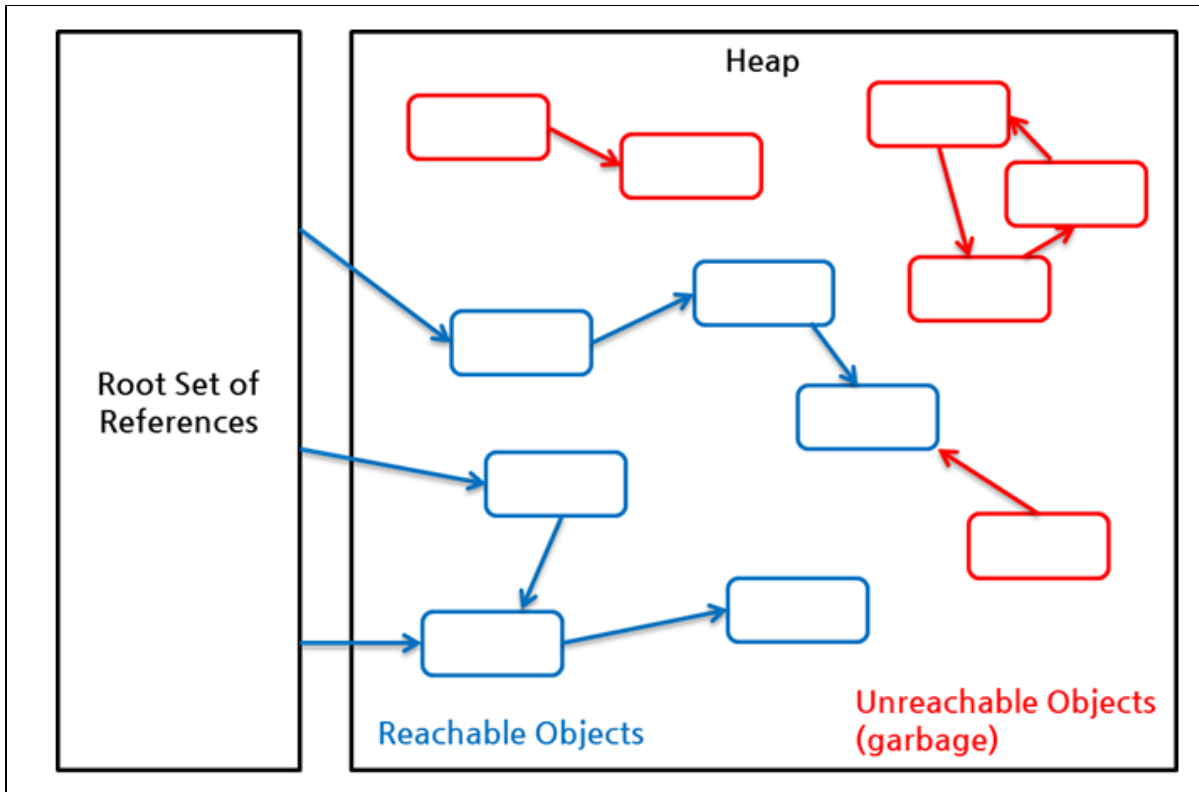 Heap
Root Set of
References
Reachable Objects
Unreachable Objects
(garbage)